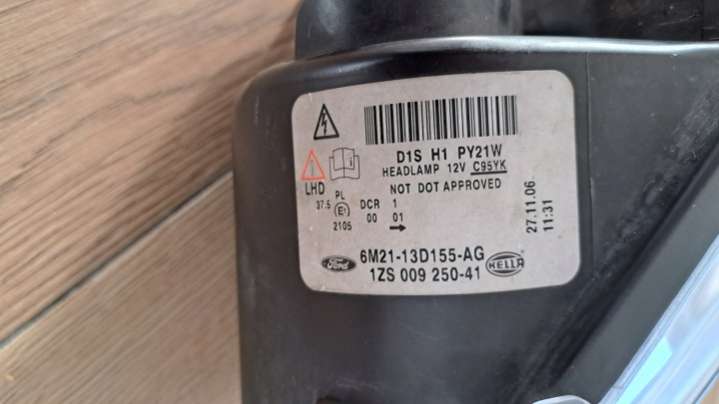 D1S H1 PY21W
HEADLAMP 12V C95YK
NOT DOT APPROVED
LHD
PL
37.5
E1
2105
DCR 1
00 01
27.11.06
11:31
Ford
6M21-13D155-AG
1ZS 009 250-41
HELLA